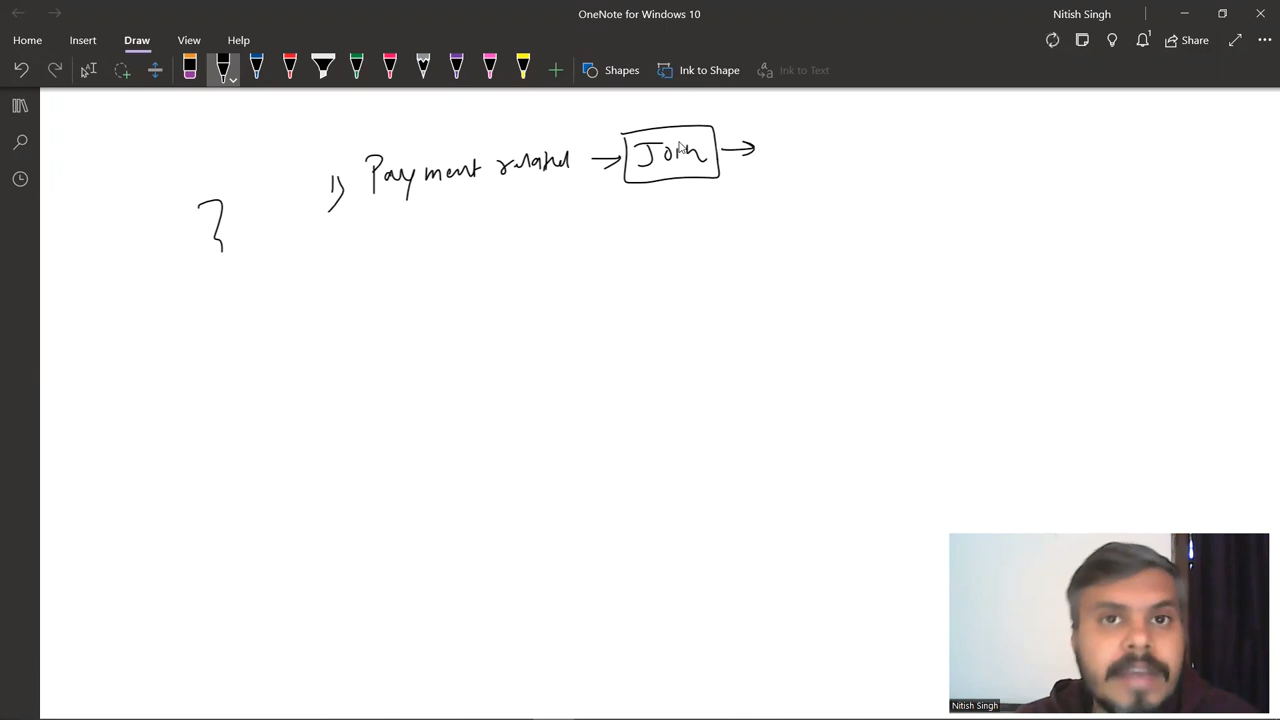 OneNote for Windows 10
Nitish Singh
Home Insert Draw View Help
Share
Shapes Ink to Shape Ink to Text
1) Payment related → John →
?
Nitish Singh